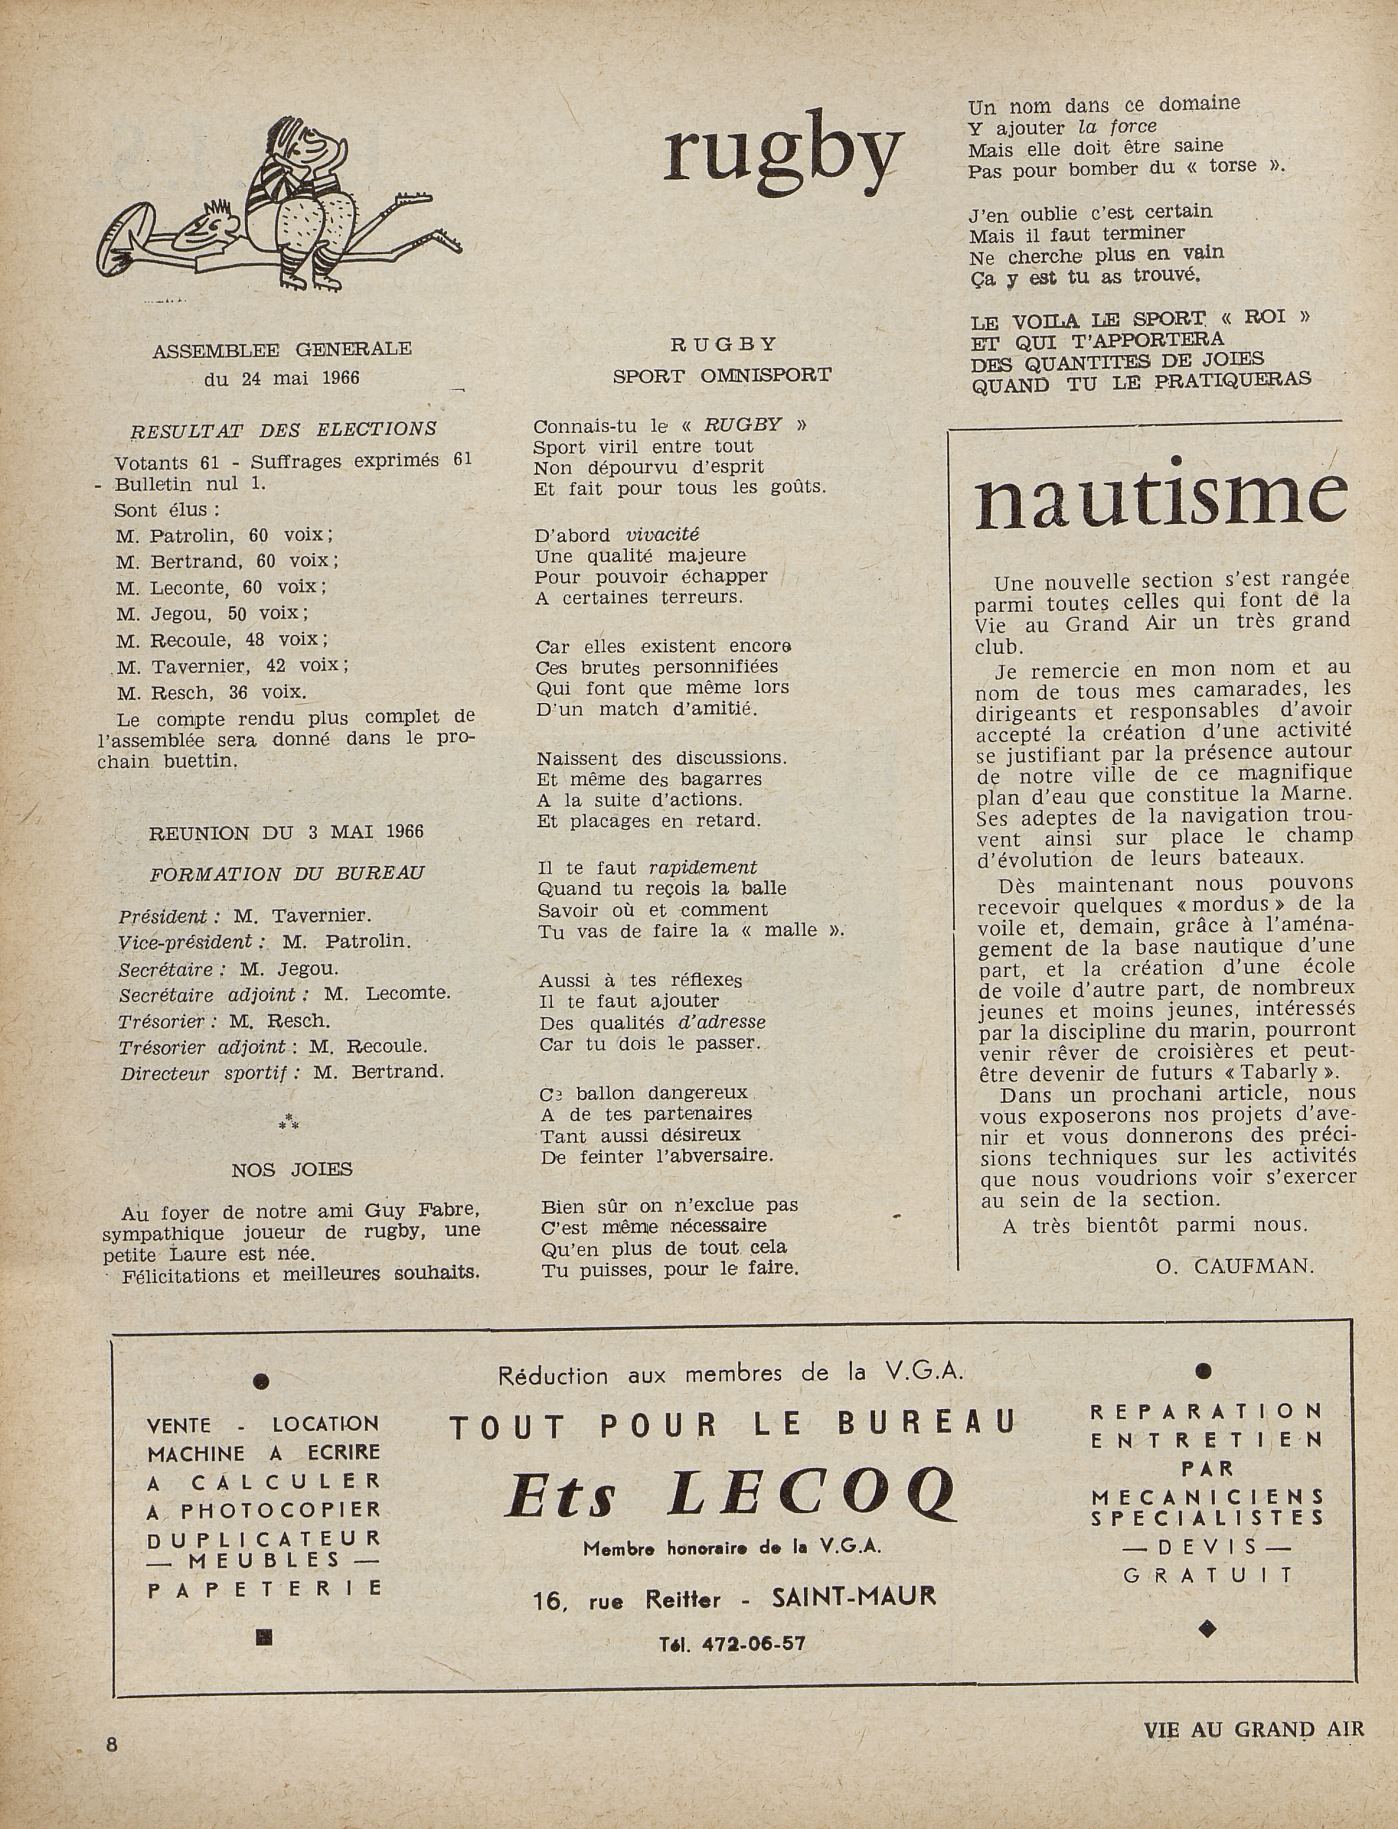 rugby
ASSEMBLEE GENERALE
du 24 mai 1966
RESULTAT DES ELECTIONS
Votants 61 - Suffrages exprimés 61
- Bulletin nul 1.
Sont élus :
M. Patrolin, 60 voix ;
M. Bertrand, 60 voix ;
M. Leconte, 60 voix ;
M. Jegou, 50 voix ;
M. Recoule, 48 voix ;
M. Tavernier, 42 voix ;
M. Resch, 36 voix.
Le compte rendu plus complet de
l'assemblée sera donné dans le pro-
chain buettin.
REUNION DU 3 MAI 1966
FORMATION DU BUREAU
Président : M. Tavernier.
Vice-président : M. Patrolin.
Secrétaire : M. Jegou.
Secrétaire adjoint : M. Lecomte.
Trésorier : M. Resch.
Trésorier adjoint : M. Recoule.
Directeur sportif : M. Bertrand.
***
NOS JOIES
Au foyer de notre ami Guy Fabre,
sympathique joueur de rugby, une
petite Laure est née.
Félicitations et meilleures souhaits.
RUGBY
SPORT OMNISPORT
Connais-tu le « RUGBY »
Sport viril entre tout
Non dépourvu d'esprit
Et fait pour tous les goûts.
D'abord vivacité
Une qualité majeure
Pour pouvoir échapper
A certaines terreurs.
Car elles existent encore
Ces brutes personnifiées
Qui font que même lors
D'un match d'amitié.
Naissent des discussions.
Et même des bagarres
A la suite d'actions.
Et placages en retard.
Il te faut rapidement
Quand tu reçois la balle
Savoir où et comment
Tu vas de faire la « malle ».
Aussi à tes réflexes
Il te faut ajouter
Des qualités d'adresse
Car tu dois le passer.
Ce ballon dangereux
A de tes partenaires
Tant aussi désireux
De feinter l'abversaire.
Bien sûr on n'exclue pas
C'est même nécessaire
Qu'en plus de tout cela
Tu puisses, pour le faire.
Un nom dans ce domaine
Y ajouter la force
Mais elle doit être saine
Pas pour bomber du « torse ».
J'en oublie c'est certain
Mais il faut terminer
Ne cherche plus en vain
Ça y est tu as trouvé.
LE VOILA LE SPORT « ROI »
ET QUI T'APPORTERA
DES QUANTITES DE JOIES
QUAND TU LE PRATIQUERAS
nautisme
Une nouvelle section s'est rangée
parmi toutes celles qui font de la
Vie au Grand Air un très grand
club.
Je remercie en mon nom et au
nom de tous mes camarades, les
dirigeants et responsables d'avoir
accepté la création d'une activité
se justifiant par la présence autour
de notre ville de ce magnifique
plan d'eau que constitue la Marne.
Ses adeptes de la navigation trou-
vent ainsi sur place le champ
d'évolution de leurs bateaux.
Dès maintenant nous pouvons
recevoir quelques « mordus » de la
voile et, demain, grâce à l'aména-
gement de la base nautique d'une
part, et la création d'une école
de voile d'autre part, de nombreux
jeunes et moins jeunes, intéressés
par la discipline du marin, pourront
venir rêver de croisières et peut-
être devenir de futurs « Tabarly ».
Dans un prochani article, nous
vous exposerons nos projets d'ave-
nir et vous donnerons des préci-
sions techniques sur les activités
que nous voudrions voir s'exercer
au sein de la section.
A très bientôt parmi nous.
O. CAUFMAN.
VENTE - LOCATION
MACHINE A ECRIRE
A CALCULER
A PHOTOCOPIER
DUPLICATEUR
— MEUBLES —
PAPETERIE
Réduction aux membres de la V.G.A.
TOUT POUR LE BUREAU
Ets LECOQ
Membre honoraire de la V.G.A.
16, rue Reitter - SAINT-MAUR
Tél. 472-06-57
REPARATION
ENTRETIEN
PAR
MECANICIENS
SPECIALISTES
— DEVIS —
GRATUIT
8
VIE AU GRAND AIR